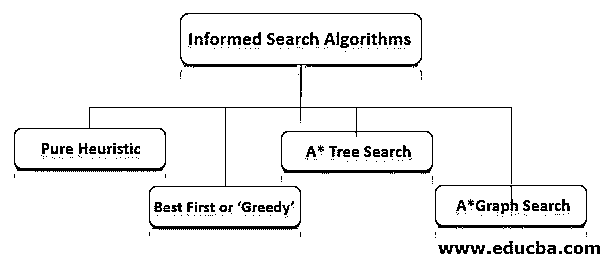 Informed Search Algorithms
Pure Heuristic
A* Tree Search
Best First or ‘Greedy’
A*Graph Search
www.educba.com